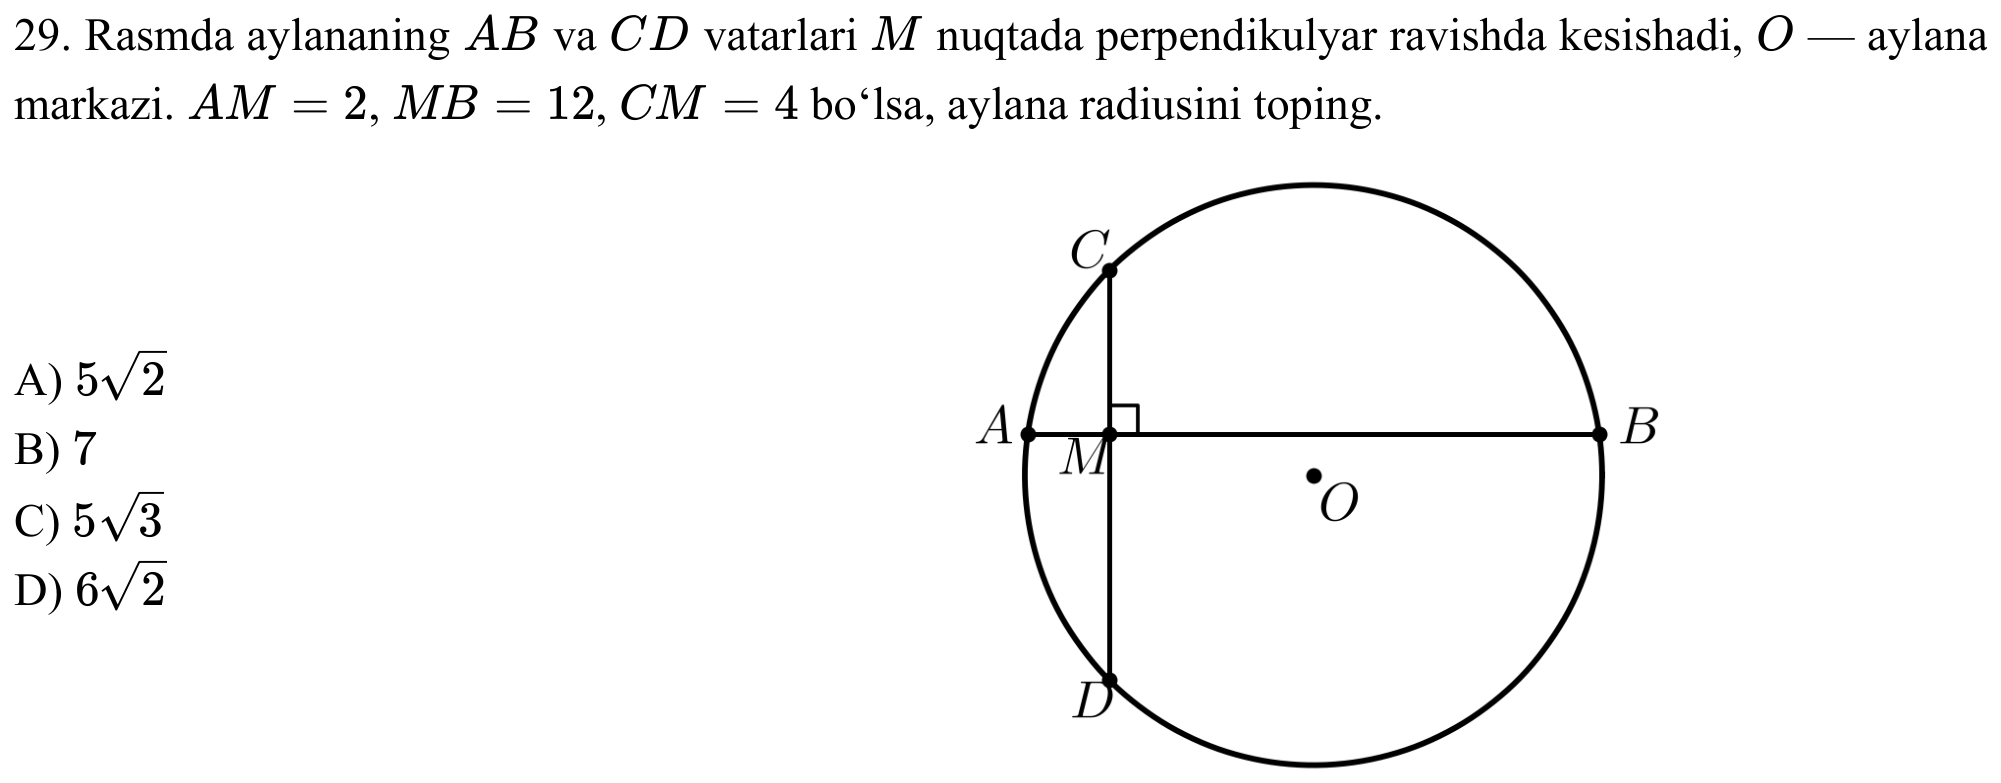 29. Rasmda aylananing AB va CD vatarlari M nuqtada perpendikulyar ravishda kesishadi, O — aylana
markazi. AM = 2, MB = 12, CM = 4 bo‘lsa, aylana radiusini toping.
C
A) 5√2
A
M
B
B) 7
O
C) 5√3
D) 6√2
D